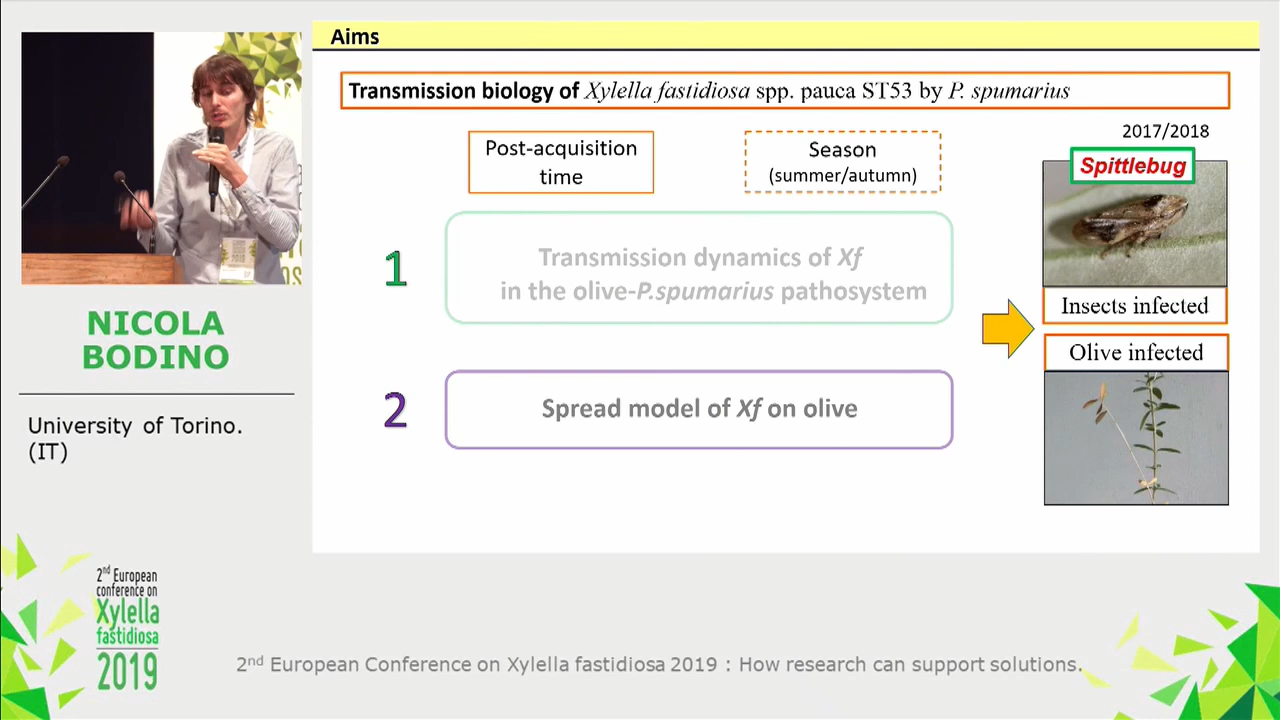 Aims
Transmission biology of Xylella fastidiosa spp. pauca ST53 by P. spumarius
Post-acquisition
time
Season
(summer/autumn)
2017/2018
Spittlebug
1
Transmission dynamics of Xf
in the olive-P.spumarius pathosystem
Insects infected
Olive infected
2
Spread model of Xf on olive
NICOLA
BODINO
University of Torino.
(IT)
2nd European
conference on
Xylella
fastidiosa
2019
2nd European Conference on Xylella fastidiosa 2019 : How research can support solutions.